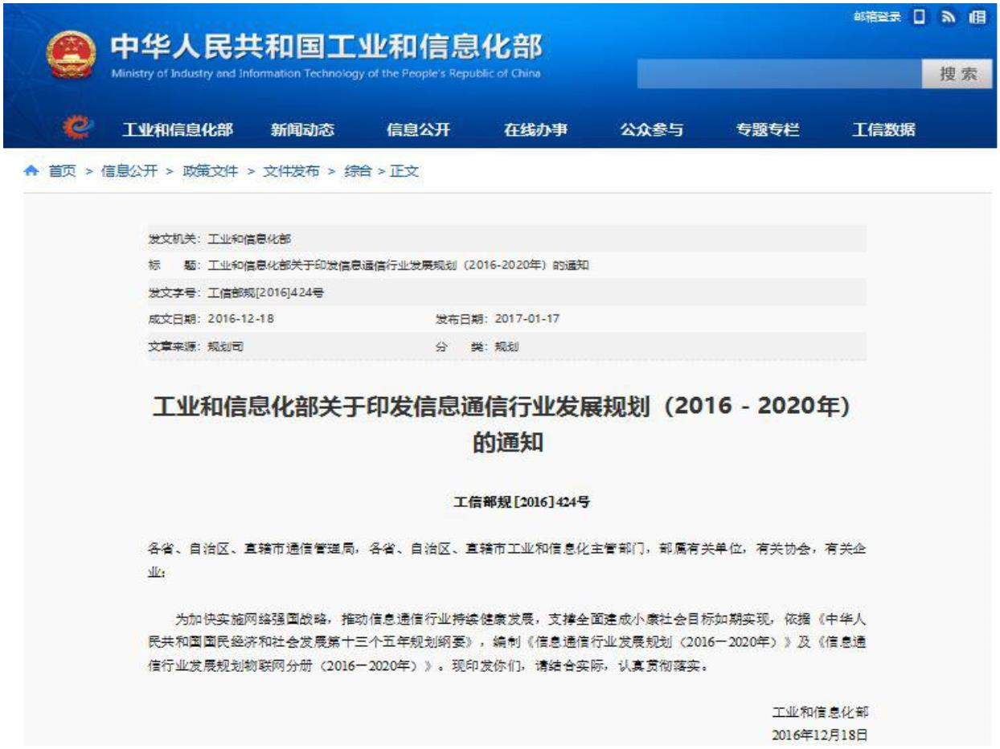 邮箱登录
中华人民共和国工业和信息化部
Ministry of Industry and Information Technology of the People's Republic of China
搜索
工业和信息化部 新闻动态 信息公开 在线办事 公众参与 专题专栏 工信数据
首页 > 信息公开 > 政策文件 > 文件发布 > 综合 > 正文
发文机关：工业和信息化部
标 题：工业和信息化部关于印发信息通信行业发展规划（2016-2020年）的通知
发文字号：工信部规[2016]424号
成文日期：2016-12-18 发布日期：2017-01-17
文章来源：规划司 分 类：规划
工业和信息化部关于印发信息通信行业发展规划（2016－2020年）
的通知
工信部规[2016]424号
各省、自治区、直辖市通信管理局，各省、自治区、直辖市工业和信息化主管部门，部属有关单位，有关协会，有关企
业：
为加快实施网络强国战略，推动信息通信行业持续健康发展，支撑全面建成小康社会目标如期实现，依据《中华人
民共和国国民经济和社会发展第十三个五年规划纲要》，编制《信息通信行业发展规划（2016－2020年）》及《信息通
信行业发展规划物联网分册（2016－2020年）》。现印发你们，请结合实际，认真贯彻落实。
工业和信息化部
2016年12月18日